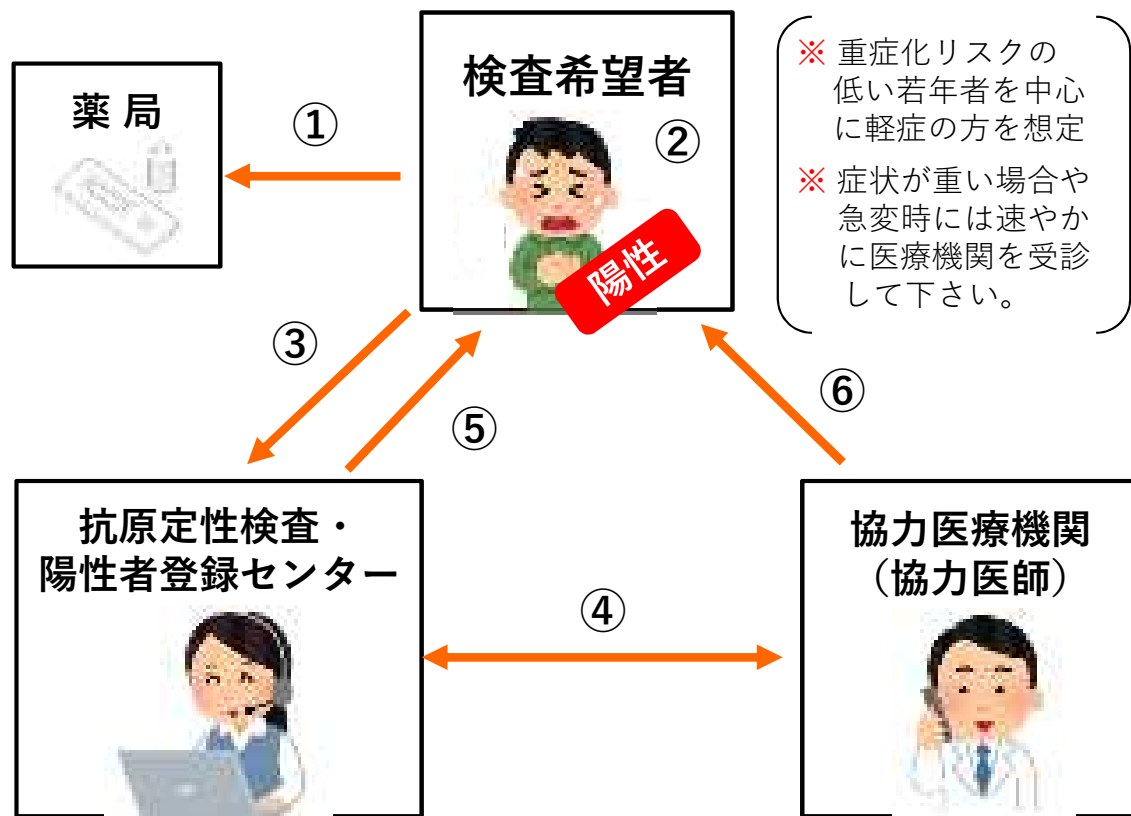 検査希望者
薬 局
①
②
陽性
※ 重症化リスクの
低い若年者を中心
に軽症の方を想定
※ 症状が重い場合や
急変時には速やか
に医療機関を受診
して下さい。
③
⑤
⑥
抗原定性検査・
陽性者登録センター
④
協力医療機関
（協力医師）